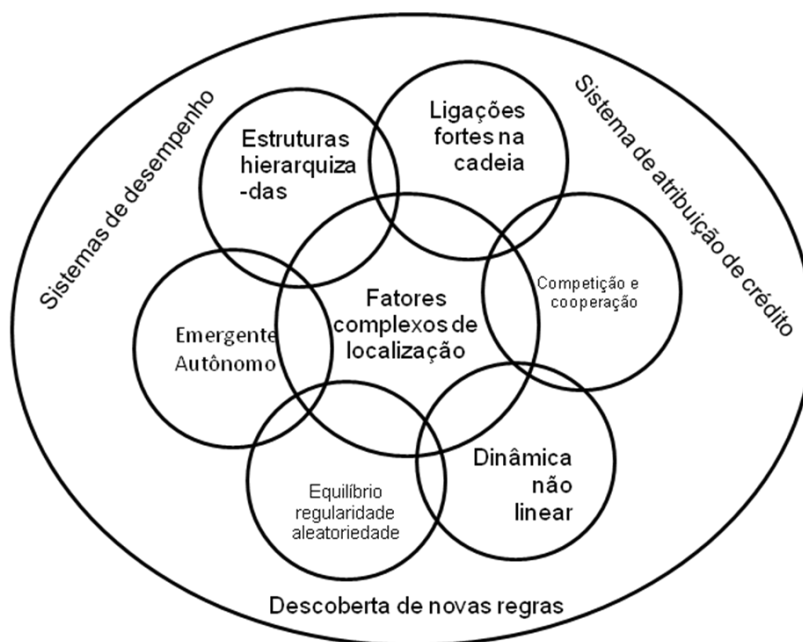 Sistemas de desempenho
Sistema de atribuição de crédito
Estruturas
hierarquiza
-das
Ligações
fortes na
cadeia
Competição e
cooperação
Fatores
complexos de
localização
Emergente
Autônomo
Equilíbrio
regularidade
aleatoriedade
Dinâmica
não
linear
Descoberta de novas regras